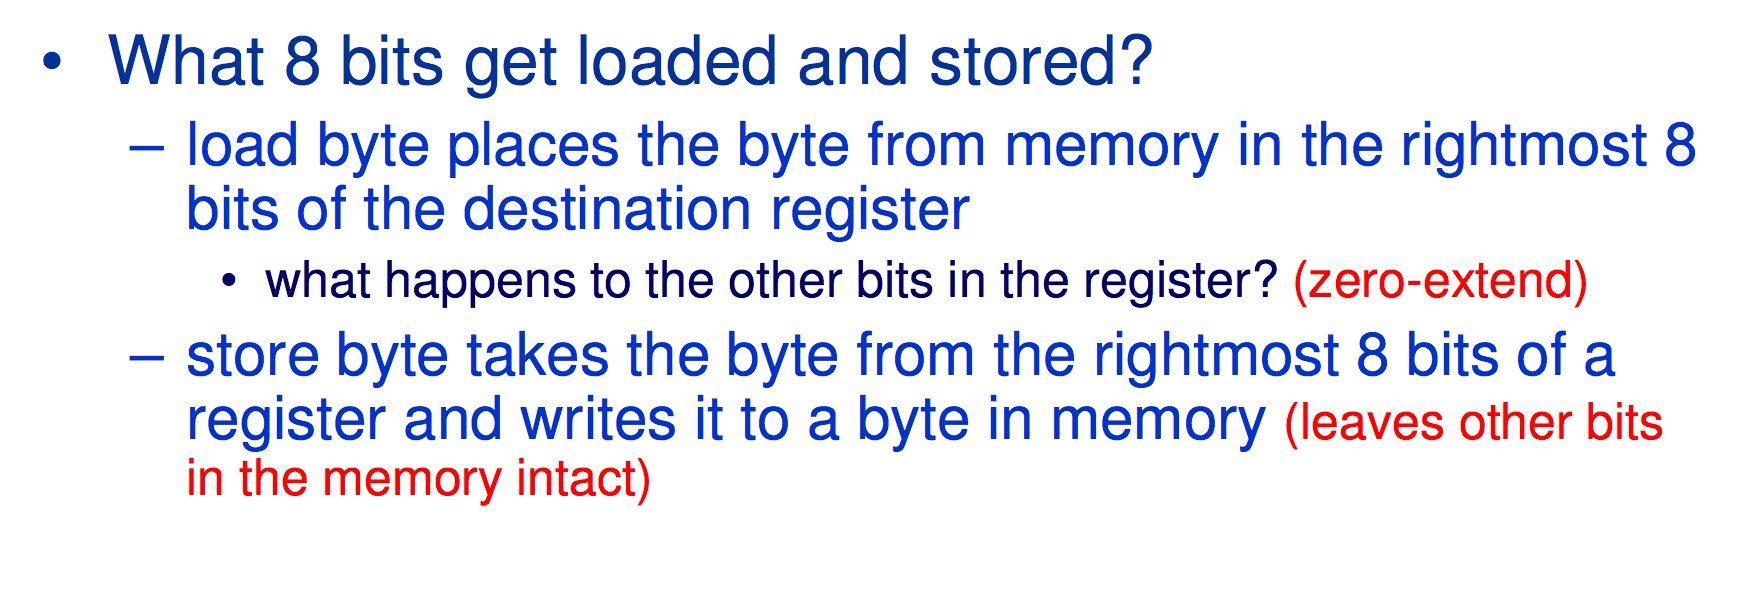 • What 8 bits get loaded and stored?
– load byte places the byte from memory in the rightmost 8
bits of the destination register
• what happens to the other bits in the register? (zero-extend)
– store byte takes the byte from the rightmost 8 bits of a
register and writes it to a byte in memory (leaves other bits
in the memory intact)